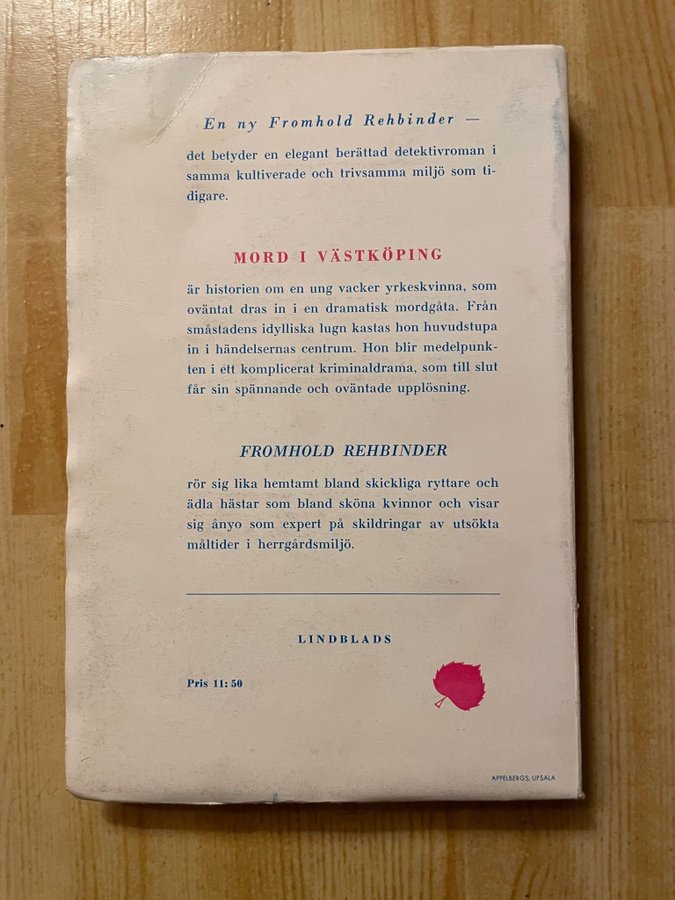 En ny Fromhold Rehbinder —
det betyder en elegant berättad detektivroman i
samma kultiverade och trivsamma miljö som ti-
digare.
MORD I VÄSTKÖPING
är historien om en ung vacker yrkeskvinna, som
oväntat dras in i en dramatisk mordgåta. Från
småstadens idylliska lugn kastas hon huvudstupa
in i händelsernas centrum. Hon blir medelpunk-
ten i ett komplicerat kriminaldrama, som till slut
får sin spännande och oväntade upplösning.
FROMHOLD REHBINDER
rör sig lika hemtamt bland skickliga ryttare och
ädla hästar som bland sköna kvinnor och visar
sig ånyo som expert på skildringar av utsökta
måltider i herrgårdsmiljö.
LINDBLADS
Pris 11:50
APPELBERGS, UPSALA